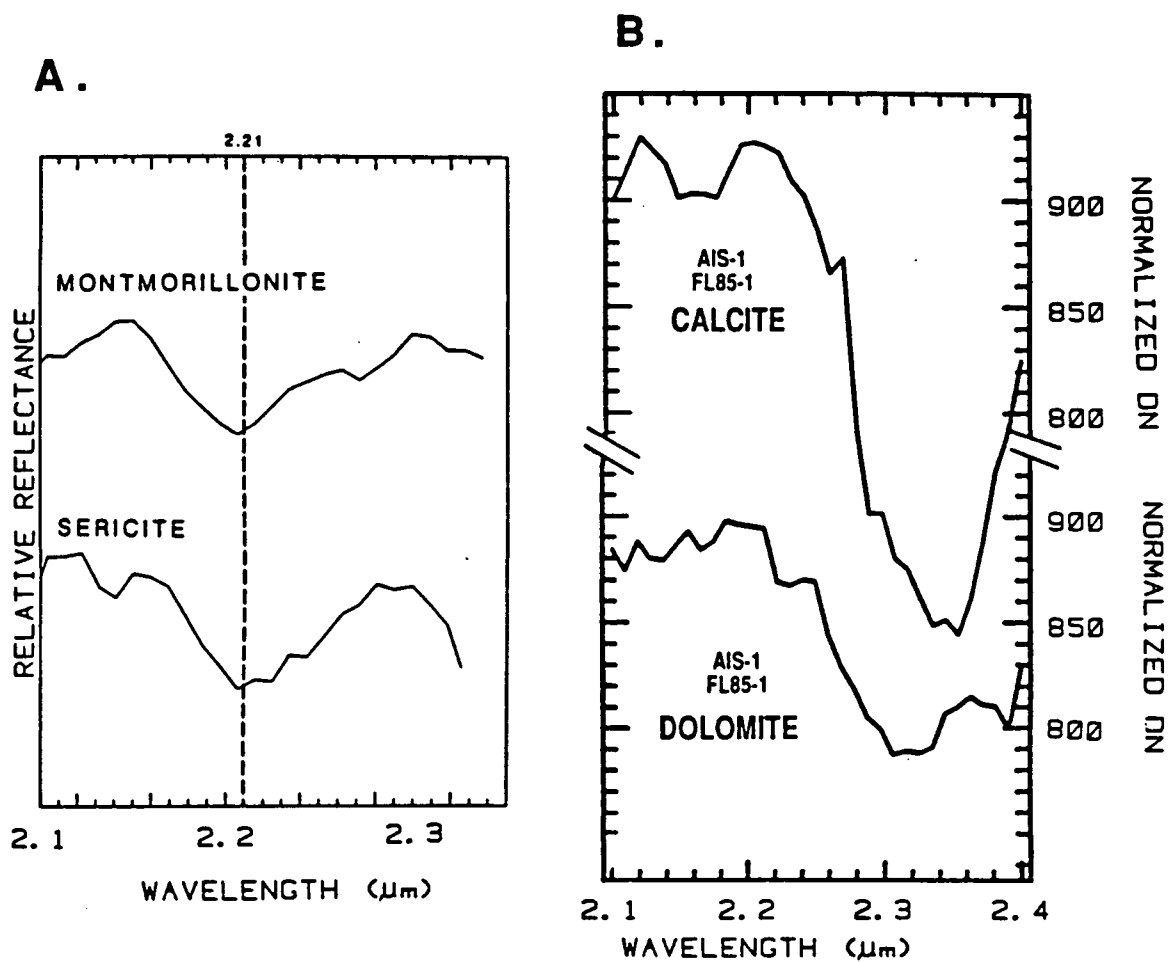 A.
2.21
MONTMORILLONITE
SERICITE
RELATIVE REFLECTANCE
2.1 2.2 2.3
WAVELENGTH (μm)
B.
AIS-1
FL85-1
CALCITE
AIS-1
FL85-1
DOLOMITE
900
850
800
900
850
800
NORMALIZED DN
NORMALIZED DN
2.1 2.2 2.3 2.4
WAVELENGTH (μm)